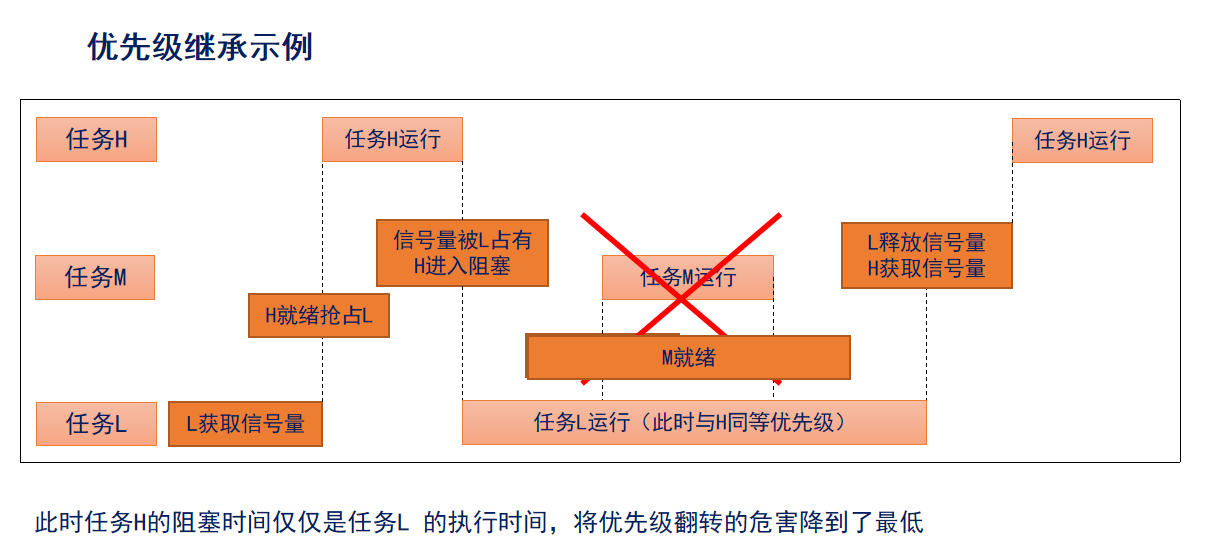 优先级继承示例
任务H
任务H运行
任务H运行
信号量被L占有
H进入阻塞
L释放信号量
H获取信号量
任务M
任务M运行
H就绪抢占L
M就绪
任务L
L获取信号量
任务L运行（此时与H同等优先级）
此时任务H的阻塞时间仅仅是任务L 的执行时间，将优先级翻转的危害降到了最低